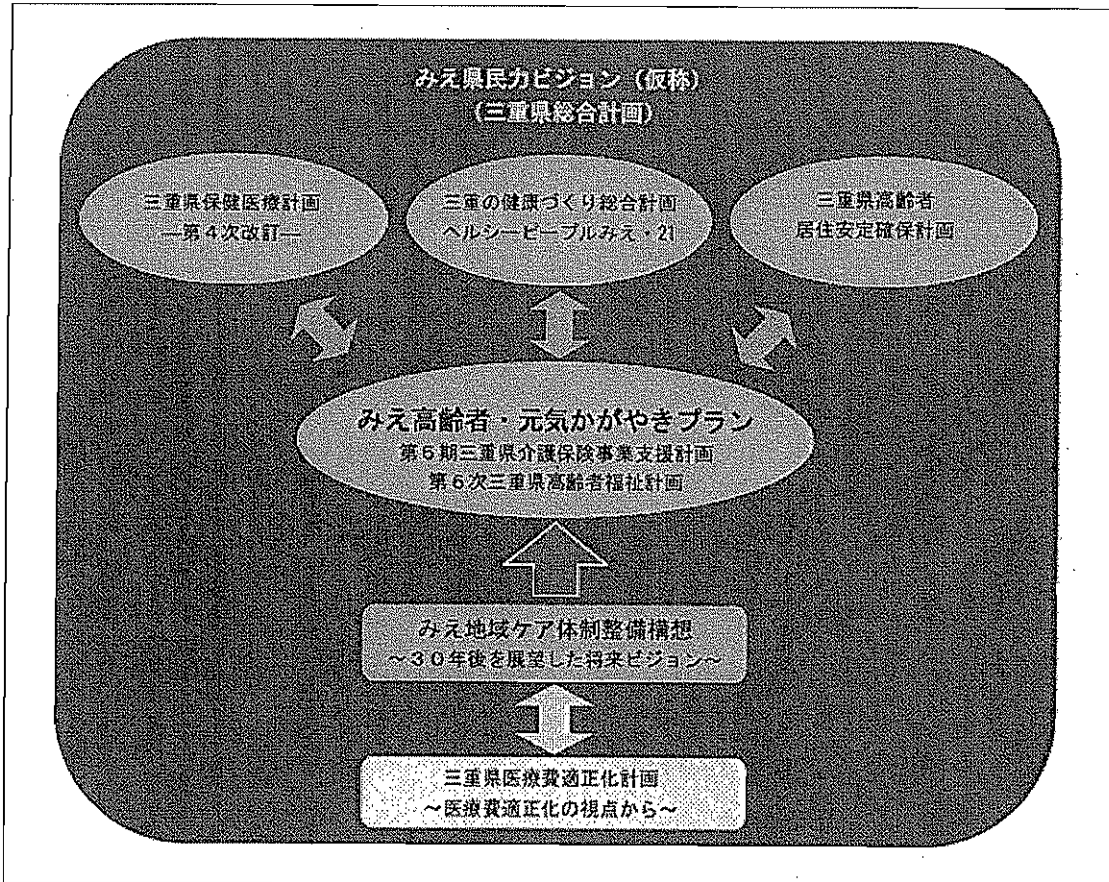 みえ県民力ビジョン（仮称）
（三重県総合計画）
三重県保健医療計画
―第４次改訂―
三重の健康づくり総合計画
ヘルシーピープルみえ・21
三重県高齢者
居住安定確保計画
みえ高齢者・元気かがやきプラン
第５期三重県介護保険事業支援計画
第６次三重県高齢者福祉計画
みえ地域ケア体制整備構想
～３０年後を展望した将来ビジョン～
三重県医療費適正化計画
～医療費適正化の視点から～